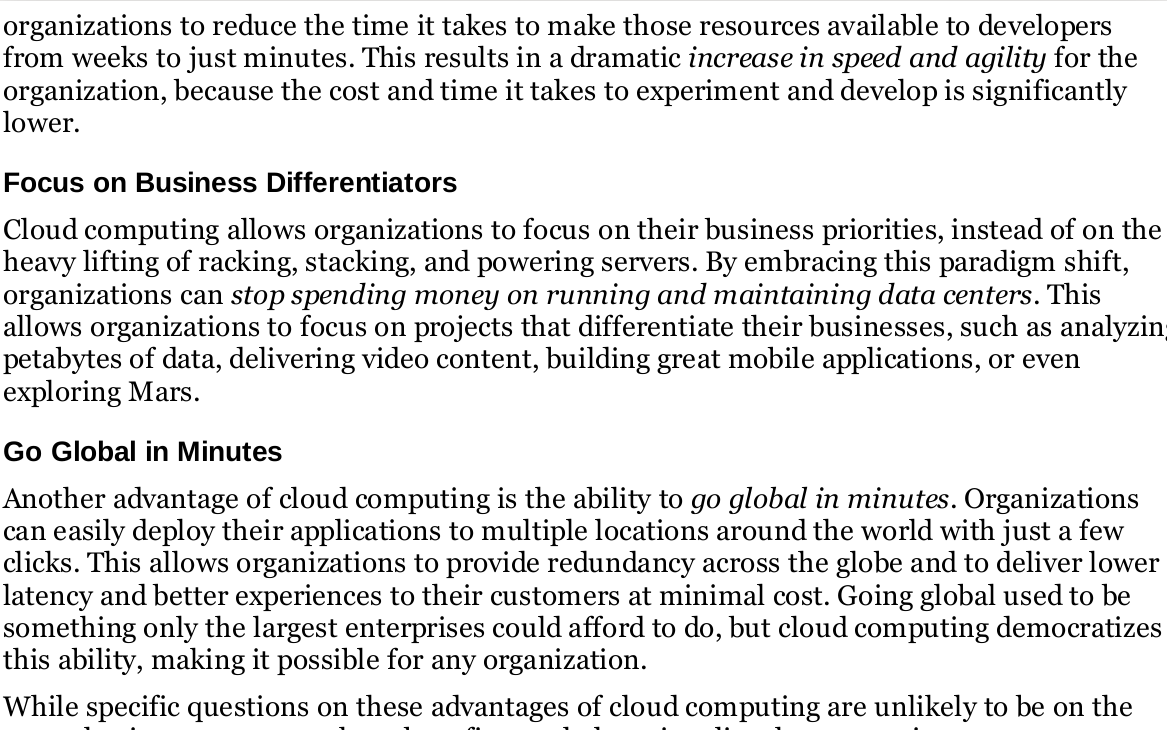 organizations to reduce the time it takes to make those resources available to developers
from weeks to just minutes. This results in a dramatic increase in speed and agility for the
organization, because the cost and time it takes to experiment and develop is significantly
lower.
Focus on Business Differentiators
Cloud computing allows organizations to focus on their business priorities, instead of on the
heavy lifting of racking, stacking, and powering servers. By embracing this paradigm shift,
organizations can stop spending money on running and maintaining data centers. This
allows organizations to focus on projects that differentiate their businesses, such as analyzing
petabytes of data, delivering video content, building great mobile applications, or even
exploring Mars.
Go Global in Minutes
Another advantage of cloud computing is the ability to go global in minutes. Organizations
can easily deploy their applications to multiple locations around the world with just a few
clicks. This allows organizations to provide redundancy across the globe and to deliver lower
latency and better experiences to their customers at minimal cost. Going global used to be
something only the largest enterprises could afford to do, but cloud computing democratizes
this ability, making it possible for any organization.
While specific questions on these advantages of cloud computing are unlikely to be on the